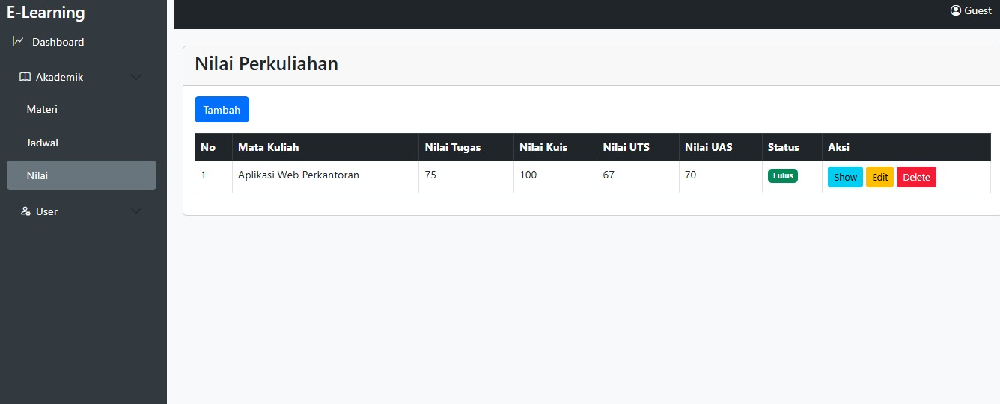 E-Learning
Guest
Dashboard
Akademik
Materi
Jadwal
Nilai
User
Nilai Perkuliahan
Tambah
No Mata Kuliah Nilai Tugas Nilai Kuis Nilai UTS Nilai UAS Status Aksi
1 Aplikasi Web Perkantoran 75 100 67 70 Lulus Show Edit Delete